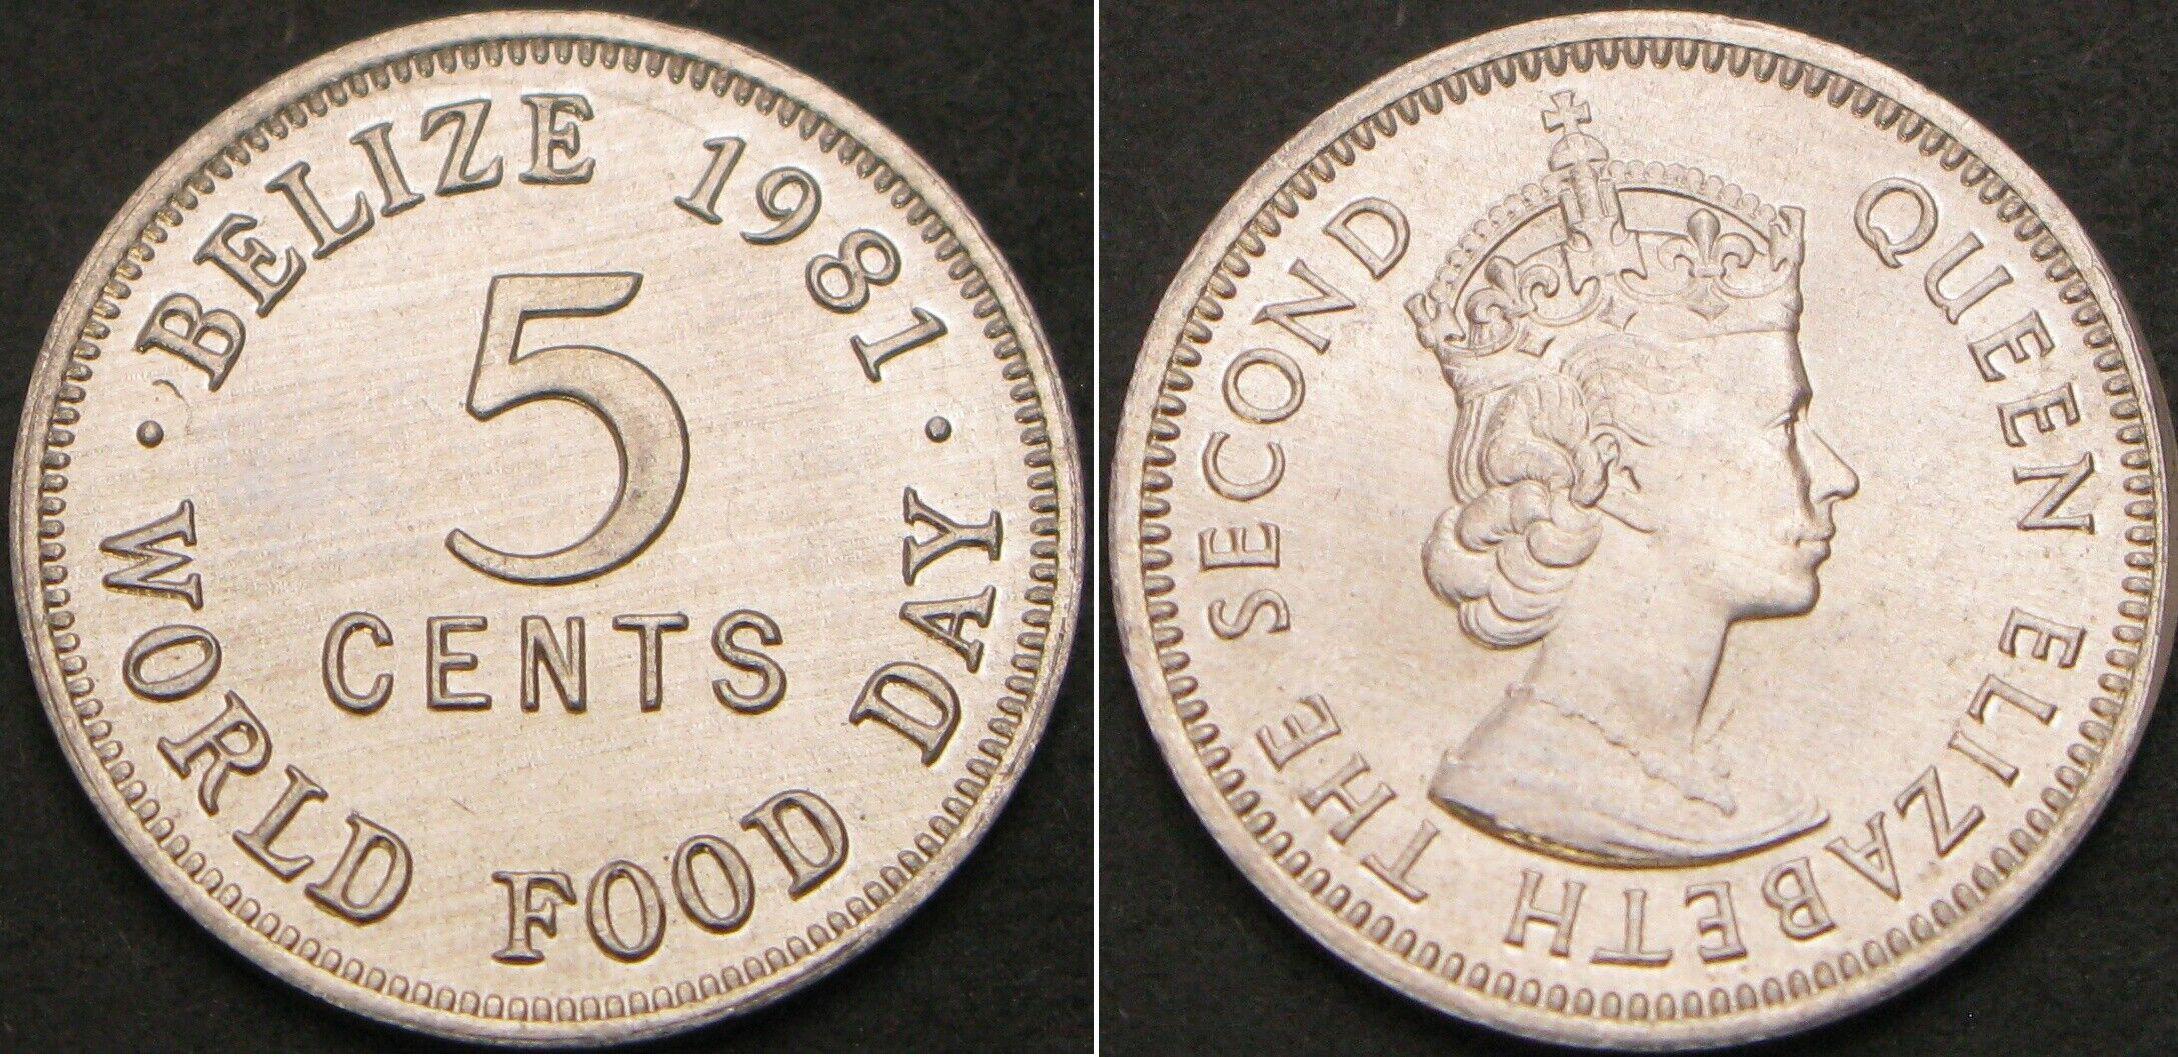 · BELIZE 1981 ·
5
CENTS
WORLD FOOD DAY
QUEEN ELIZABETH THE SECOND